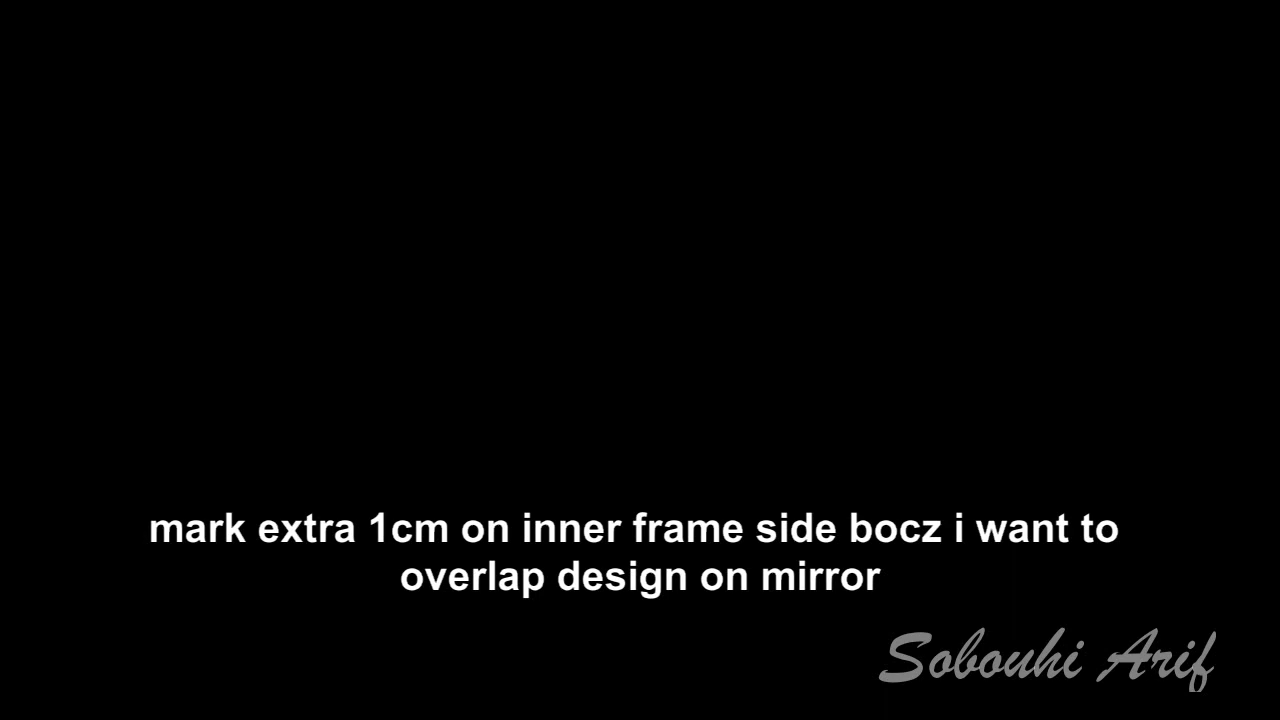 mark extra 1cm on inner frame side bocz i want to
overlap design on mirror
Sobouhi Arif